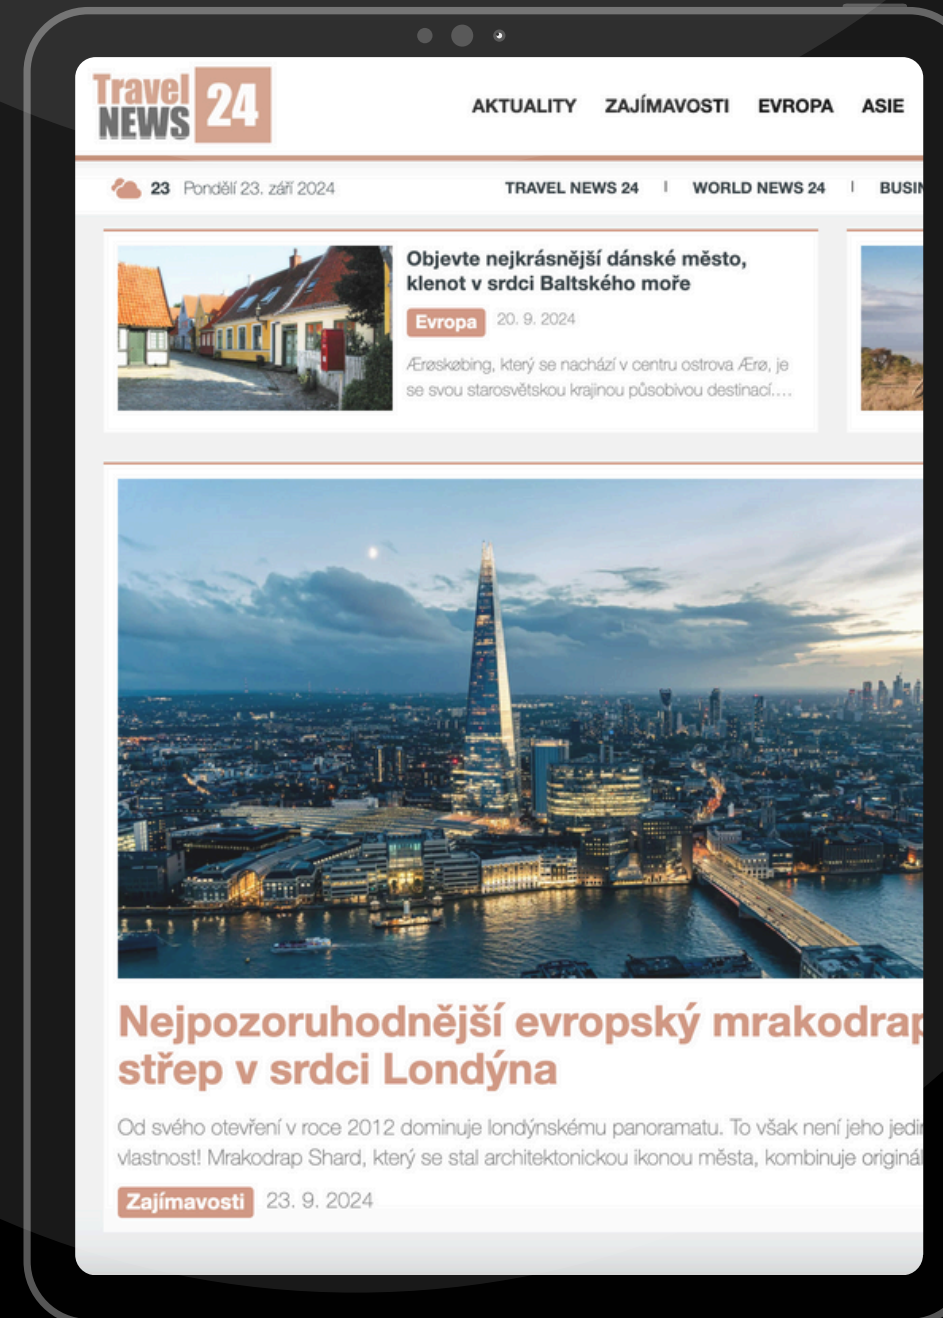 Travel
NEWS 24
AKTUALITY ZAJÍMAVOSTI EVROPA ASIE
23 Pondělí 23. září 2024
TRAVEL NEWS 24 | WORLD NEWS 24 |
Objevte nejkrásnější dánské město,
klenot v srdci Baltského moře
Evropa 20. 9. 2024
Ærøskøbing, který se nachází v centru ostrova Ærø, je
se svou starosvětskou krajinou působivou destinací....
Nejpozoruhodnější evropský mrakodrap
střep v srdci Londýna
Od svého otevření v roce 2012 dominuje londýnskému panoramatu. To však není jeho
vlastnost! Mrakodrap Shard, který se stal architektonickou ikonou města, kombinuje
Zajímavosti 23. 9. 2024